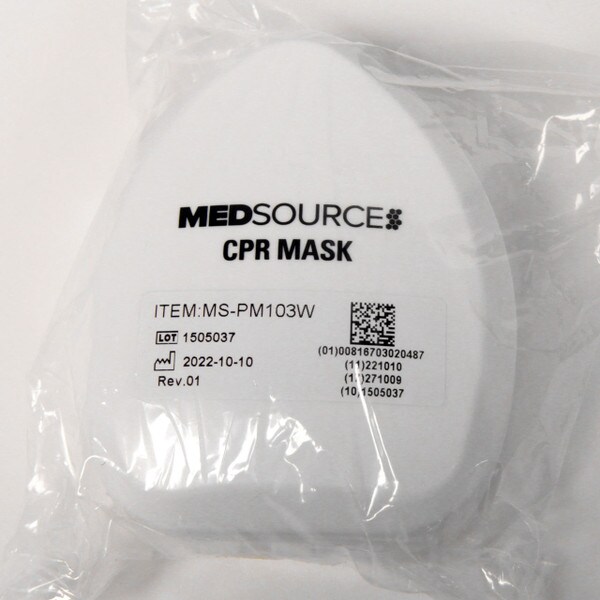 MEDSOURCE
CPR MASK
ITEM:MS-PM103W
LOT 1505037
2022-10-10
Rev.01
(01)00816703020487
(11)221010
271009
(10)1505037